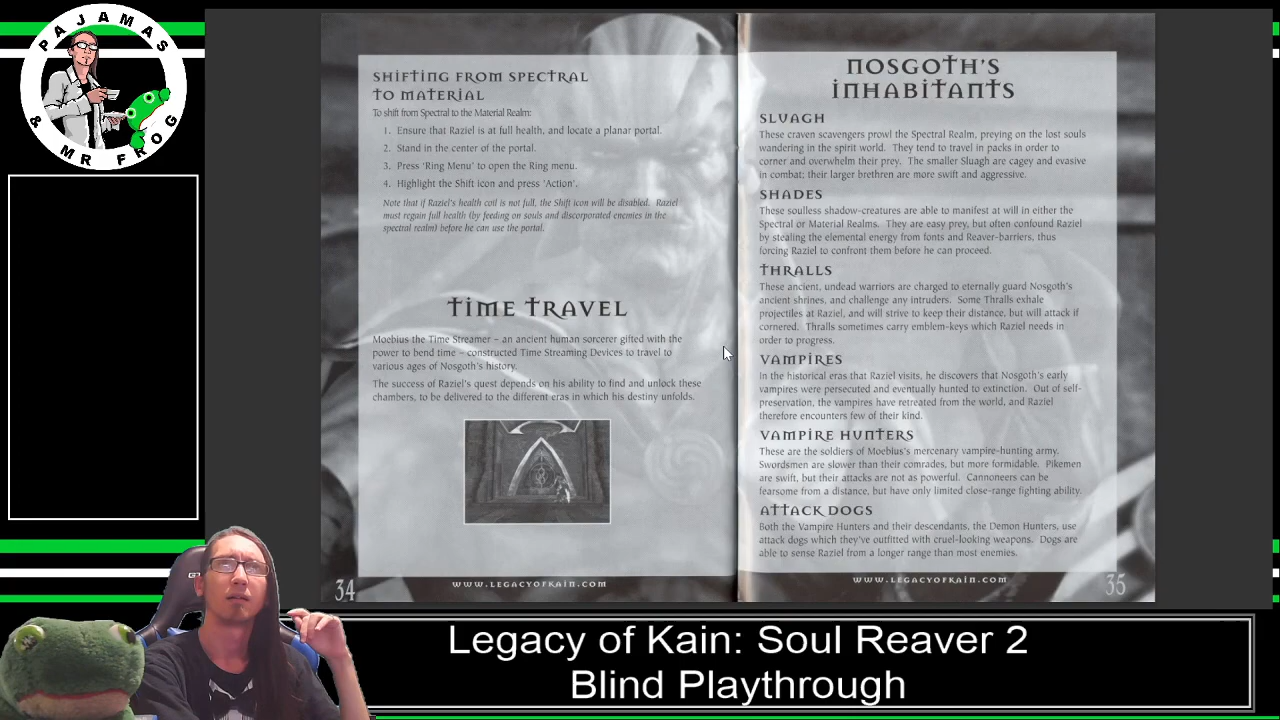 PAJAMAS
& MR FROG
SHIFTING FROM SPECTRAL
TO MATERIAL
To shift from Spectral to the Material Realm:
1. Ensure that Raziel is at full health, and locate a planar portal.
2. Stand in the center of the portal.
3. Press 'Ring Menu' to open the Ring menu.
4. Highlight the Shift icon and press 'Action'.
Note that if Raziel's health coil is not full, the Shift icon will be disabled. Raziel
must regain full health (by feeding on souls and discorporated enemies in the
spectral realm) before he can use the portal.
TIME TRAVEL
Moebius the Time Streamer – an ancient human sorcerer gifted with the
power to bend time – constructed Time Streaming Devices to travel to
various ages of Nosgoth's history.
The success of Raziel's quest depends on his ability to find and unlock these
chambers, to be delivered to the different eras in which his destiny unfolds.
34
WWW.LEGACYOFKAIN.COM
NOSGOTH'S
INHABITANTS
SLUAGH
These craven scavengers prowl the Spectral Realm, preying on the lost souls
wandering in the spirit world. They tend to travel in packs in order to
corner and overwhelm their prey. The smaller Sluagh are cagey and evasive
in combat; their larger brethren are more swift and aggressive.
SHADES
These soulless shadow-creatures are able to manifest at will in either the
Spectral or Material Realms. They are easy prey, but often confound Raziel
by stealing the elemental energy from fonts and Reaver-barriers, thus
forcing Raziel to confront them before he can proceed.
THRALLS
These ancient, undead warriors are charged to eternally guard Nosgoth's
ancient shrines, and challenge any intruders. Some Thralls exhale
projectiles at Raziel, and will strive to keep their distance, but will attack if
cornered. Thralls sometimes carry emblem-keys which Raziel needs in
order to progress.
VAMPIRES
In the historical eras that Raziel visits, he discovers that Nosgoth's early
vampires were persecuted and eventually hunted to extinction. Out of self-
preservation, the vampires have retreated from the world, and Raziel
therefore encounters few of their kind.
VAMPIRE HUNTERS
These are the soldiers of Moebius's mercenary vampire-hunting army.
Swordsmen are slower than their comrades, but more formidable. Pikemen
are swift, but their attacks are not as powerful. Cannoneers can be
fearsome from a distance, but have only limited close-range fighting ability.
ATTACK DOGS
Both the Vampire Hunters and their descendants, the Demon Hunters, use
attack dogs which they've outfitted with cruel-looking weapons. Dogs are
able to sense Raziel from a longer range than most enemies.
WWW.LEGACYOFKAIN.COM
35
Legacy of Kain: Soul Reaver 2
Blind Playthrough